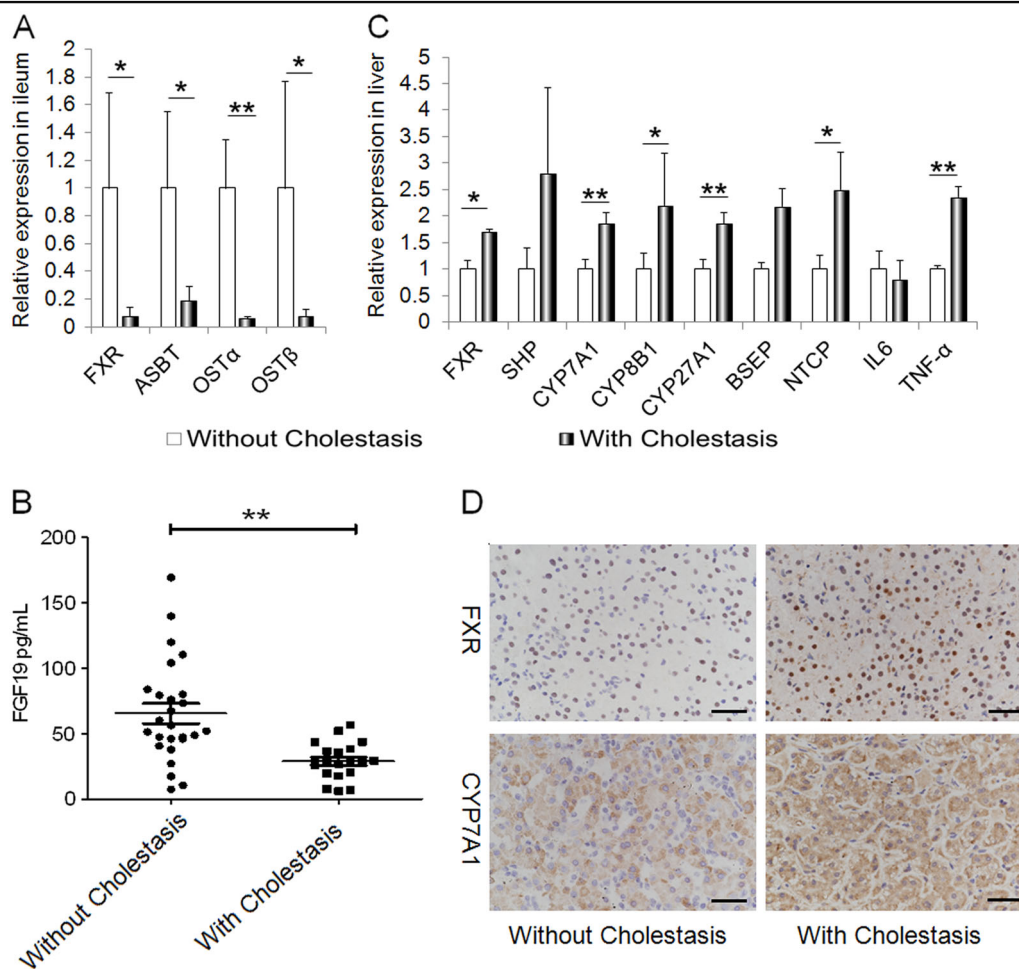 A
Relative expression in ileum
2
1.8
1.6
1.4
1.2
1
0.8
0.6
0.4
0.2
0
*
*
**
*
FXR
ASBT
OSTα
OSTβ
C
Relative expression in liver
5
4.5
4
3.5
3
2.5
2
1.5
1
0.5
0
*
**
*
**
*
**
FXR
SHP
CYP7A1
CYP8B1
CYP27A1
BSEP
NTCP
IL6
TNF-α
Without Cholestasis
With Cholestasis
B
**
FGF19 pg/mL
200
150
100
50
0
Without Cholestasis
With Cholestasis
D
FXR
CYP7A1
Without Cholestasis
With Cholestasis